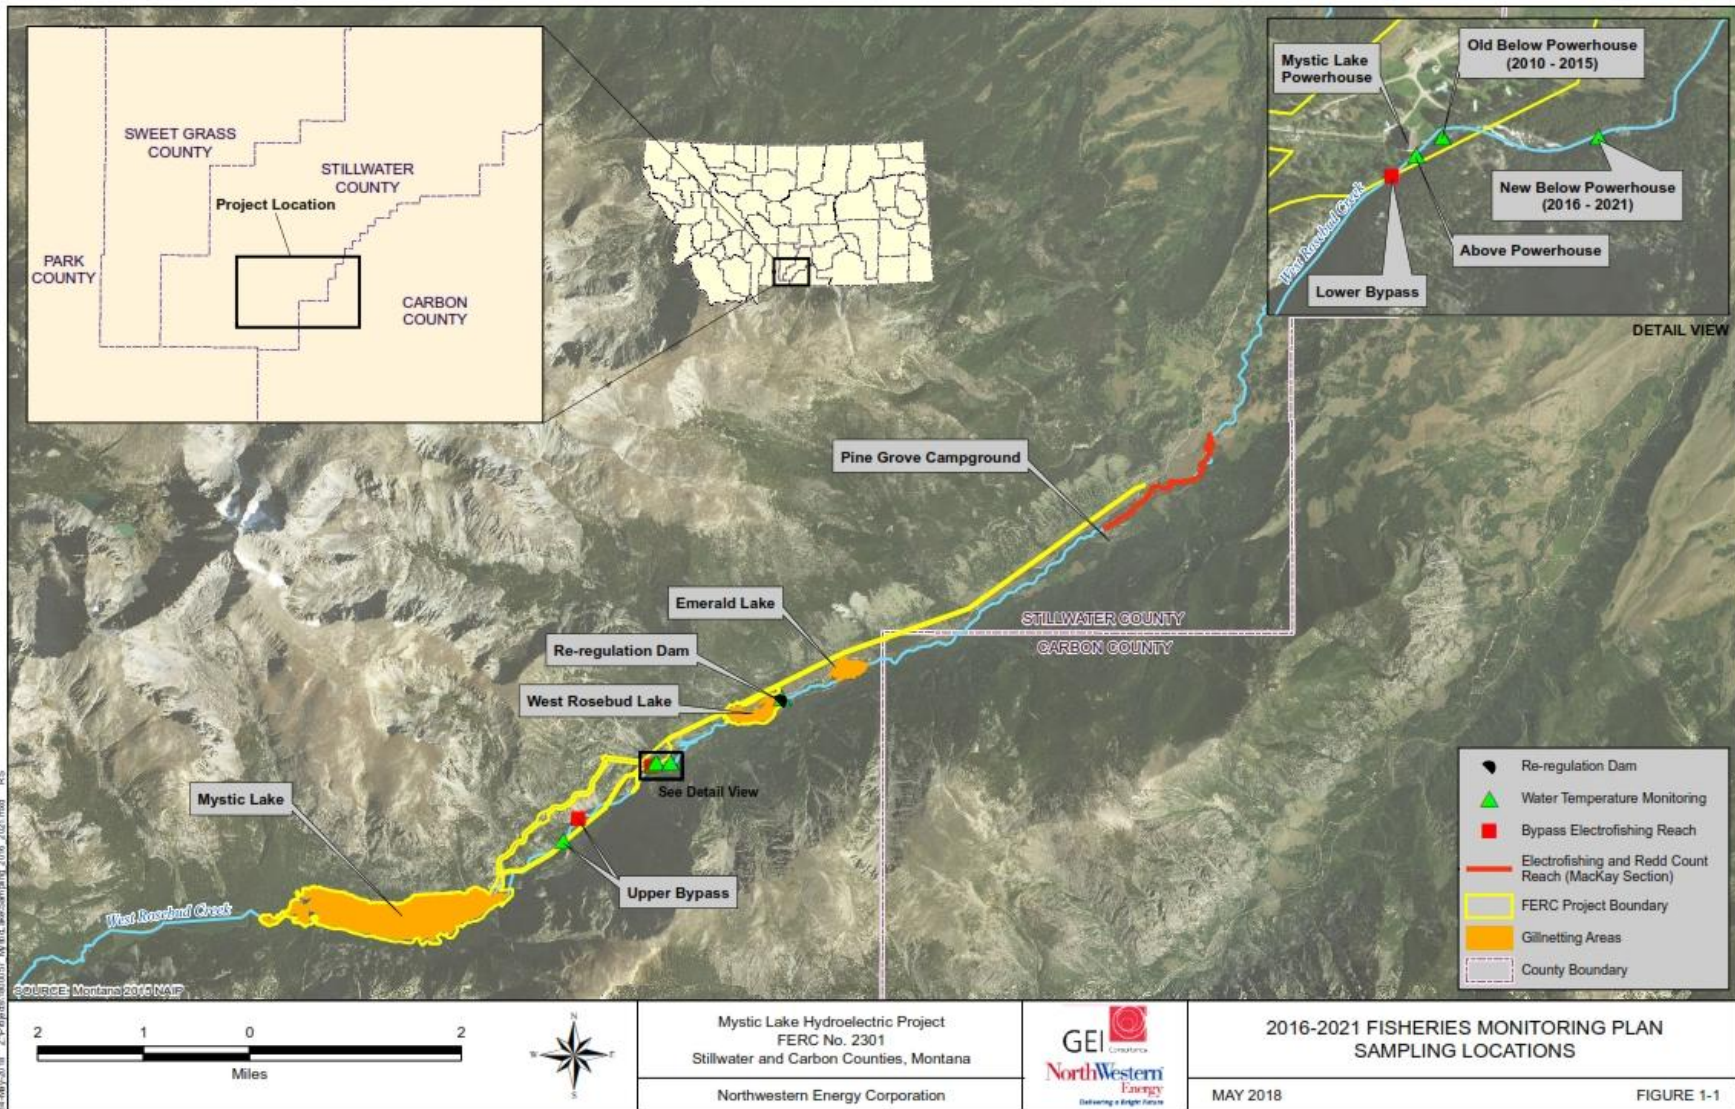 SWEET GRASS
COUNTY
STILLWATER
COUNTY
Project Location
PARK
COUNTY
CARBON
COUNTY
Mystic Lake
Powerhouse
Old Below Powerhouse
(2010 - 2015)
New Below Powerhouse
(2016 - 2021)
Above Powerhouse
West Rosebud Creek
Lower Bypass
DETAIL VIEW
Pine Grove Campground
Emerald Lake
STILLWATER COUNTY
CARBON COUNTY
Re-regulation Dam
West Rosebud Lake
See Detail View
Mystic Lake
Upper Bypass
West Rosebud Creek
SOURCE: Montana 2015 NAIP
Re-regulation Dam
Water Temperature Monitoring
Bypass Electrofishing Reach
Electrofishing and Redd Count
Reach (MacKay Section)
FERC Project Boundary
Gillnetting Areas
County Boundary
2 1 0 2
Miles
N
W E
S
Mystic Lake Hydroelectric Project
FERC No. 2301
Stillwater and Carbon Counties, Montana
Northwestern Energy Corporation
GEI
Consultants
NorthWestern
Energy
Delivering a Bright Future
2016-2021 FISHERIES MONITORING PLAN
SAMPLING LOCATIONS
MAY 2018
FIGURE 1-1